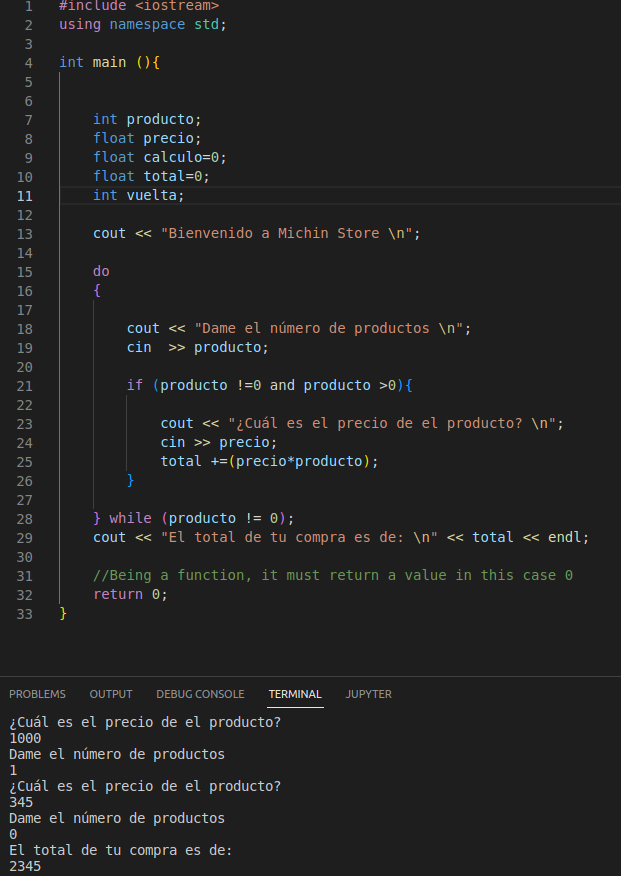 1 #include <iostream>
2 using namespace std;
3
4 int main (){
5
6
7 int producto;
8 float precio;
9 float calculo=0;
10 float total=0;
11 int vuelta;
12
13 cout << "Bienvenido a Michin Store \n";
14
15 do
16 {
17
18 cout << "Dame el número de productos \n";
19 cin  >> producto;
20
21 if (producto !=0 and producto >0){
22
23 cout << "¿Cuál es el precio de el producto? \n";
24 cin >> precio;
25 total +=(precio*producto);
26 }
27
28 } while (producto != 0);
29 cout << "El total de tu compra es de: \n" << total << endl;
30
31 //Being a function, it must return a value in this case 0
32 return 0;
33 }
PROBLEMS OUTPUT DEBUG CONSOLE TERMINAL JUPYTER
¿Cuál es el precio de el producto?
1000
Dame el número de productos
1
¿Cuál es el precio de el producto?
345
Dame el número de productos
0
El total de tu compra es de:
2345